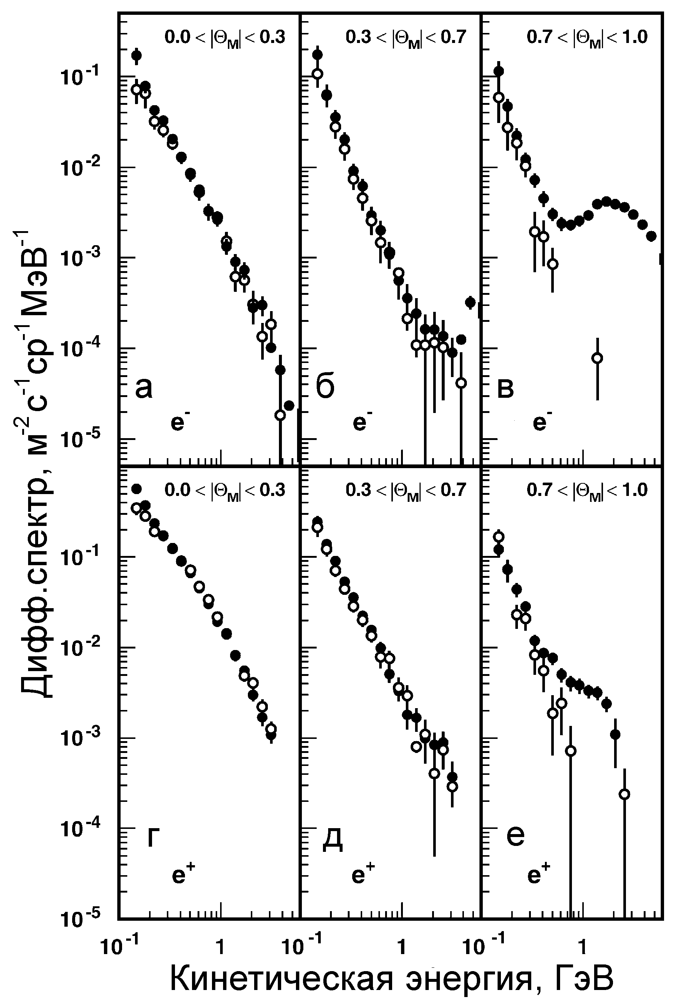 Дифф.спектр, м⁻²с⁻¹ср⁻¹МэВ⁻¹
0.0 < |Θ_M| < 0.3
0.3 < |Θ_M| < 0.7
0.7 < |Θ_M| < 1.0
10⁻¹
10⁻²
10⁻³
10⁻⁴
10⁻⁵
а
б
в
e⁻
e⁻
e⁻
0.0 < |Θ_M| < 0.3
0.3 < |Θ_M| < 0.7
0.7 < |Θ_M| < 1.0
10⁻¹
10⁻²
10⁻³
10⁻⁴
10⁻⁵
г
д
е
e⁺
e⁺
e⁺
10⁻¹ 1 10⁻¹ 1 10⁻¹ 1
Кинетическая энергия, ГэВ